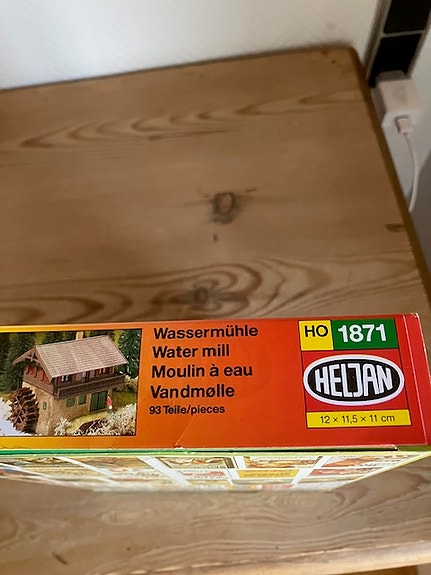 Wassermühle
Water mill
Moulin à eau
Vandmølle
93 Teile/pieces
HO 1871
HELJAN
12 x 11,5 x 11 cm